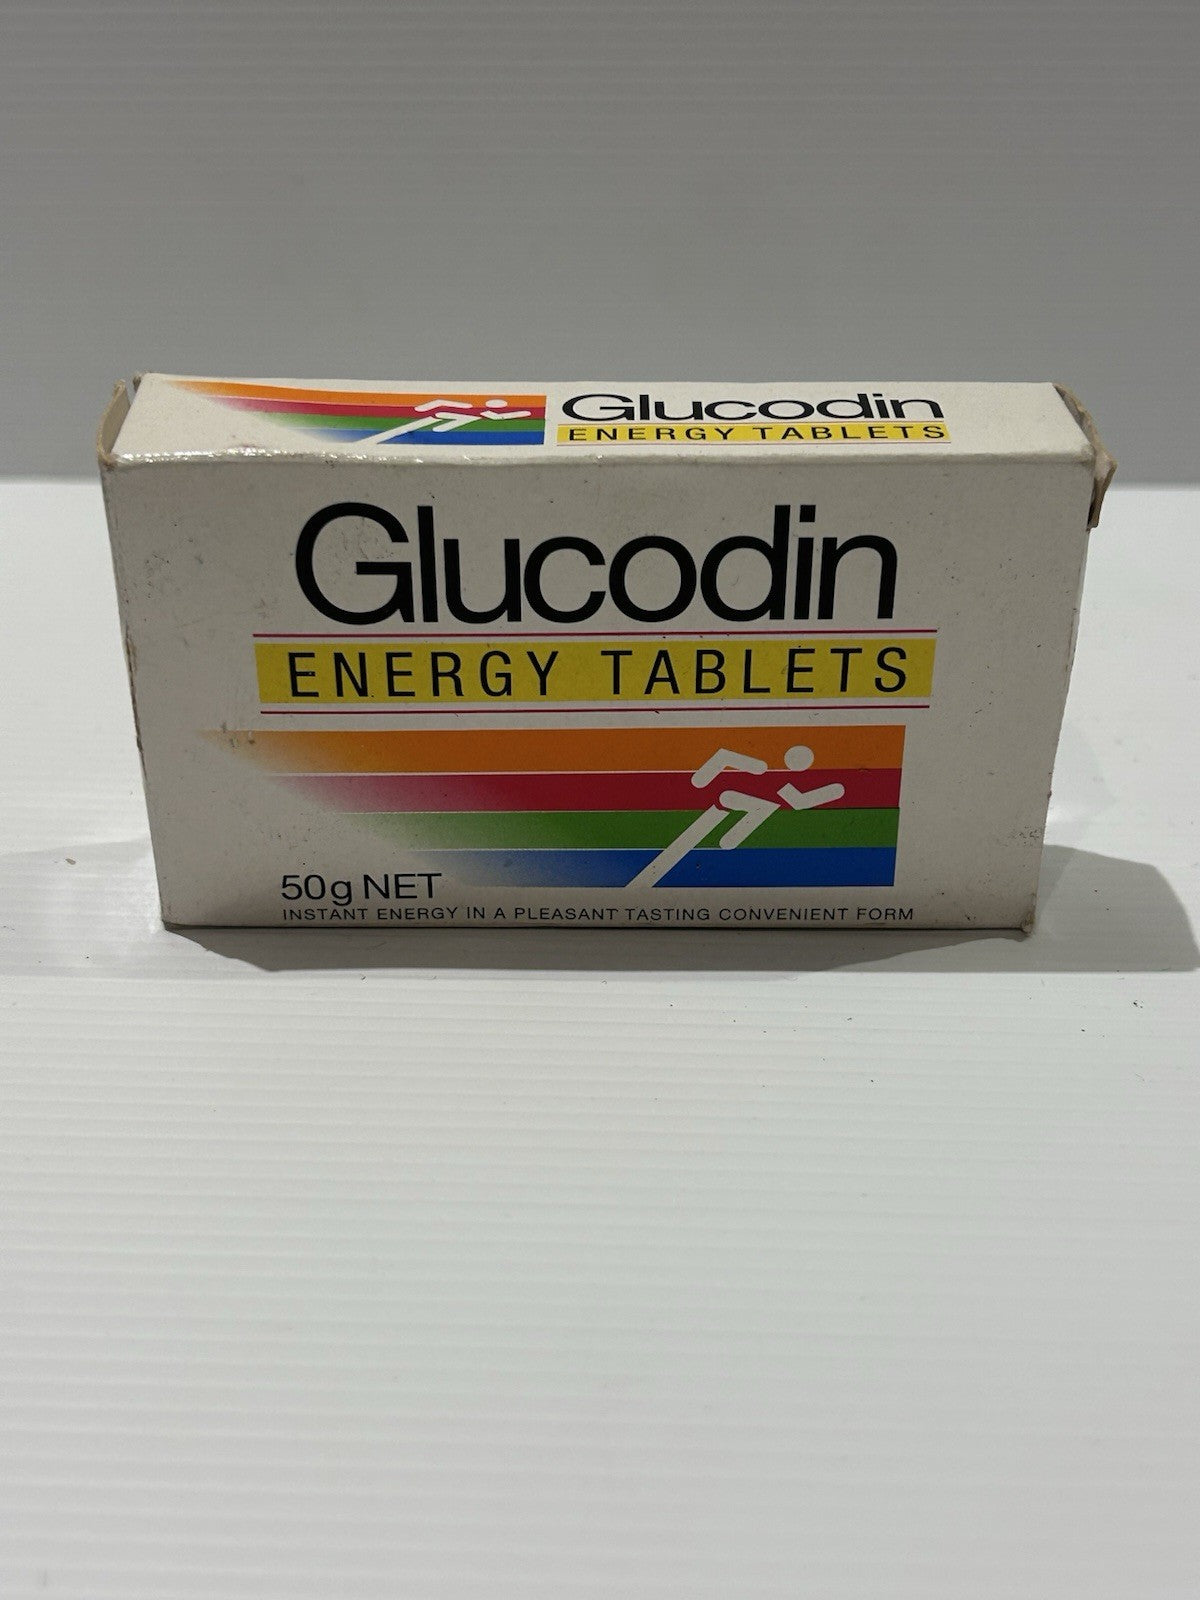 Glucodin
ENERGY TABLETS
Glucodin
ENERGY TABLETS
50g NET
INSTANT ENERGY IN A PLEASANT TASTING CONVENIENT FORM